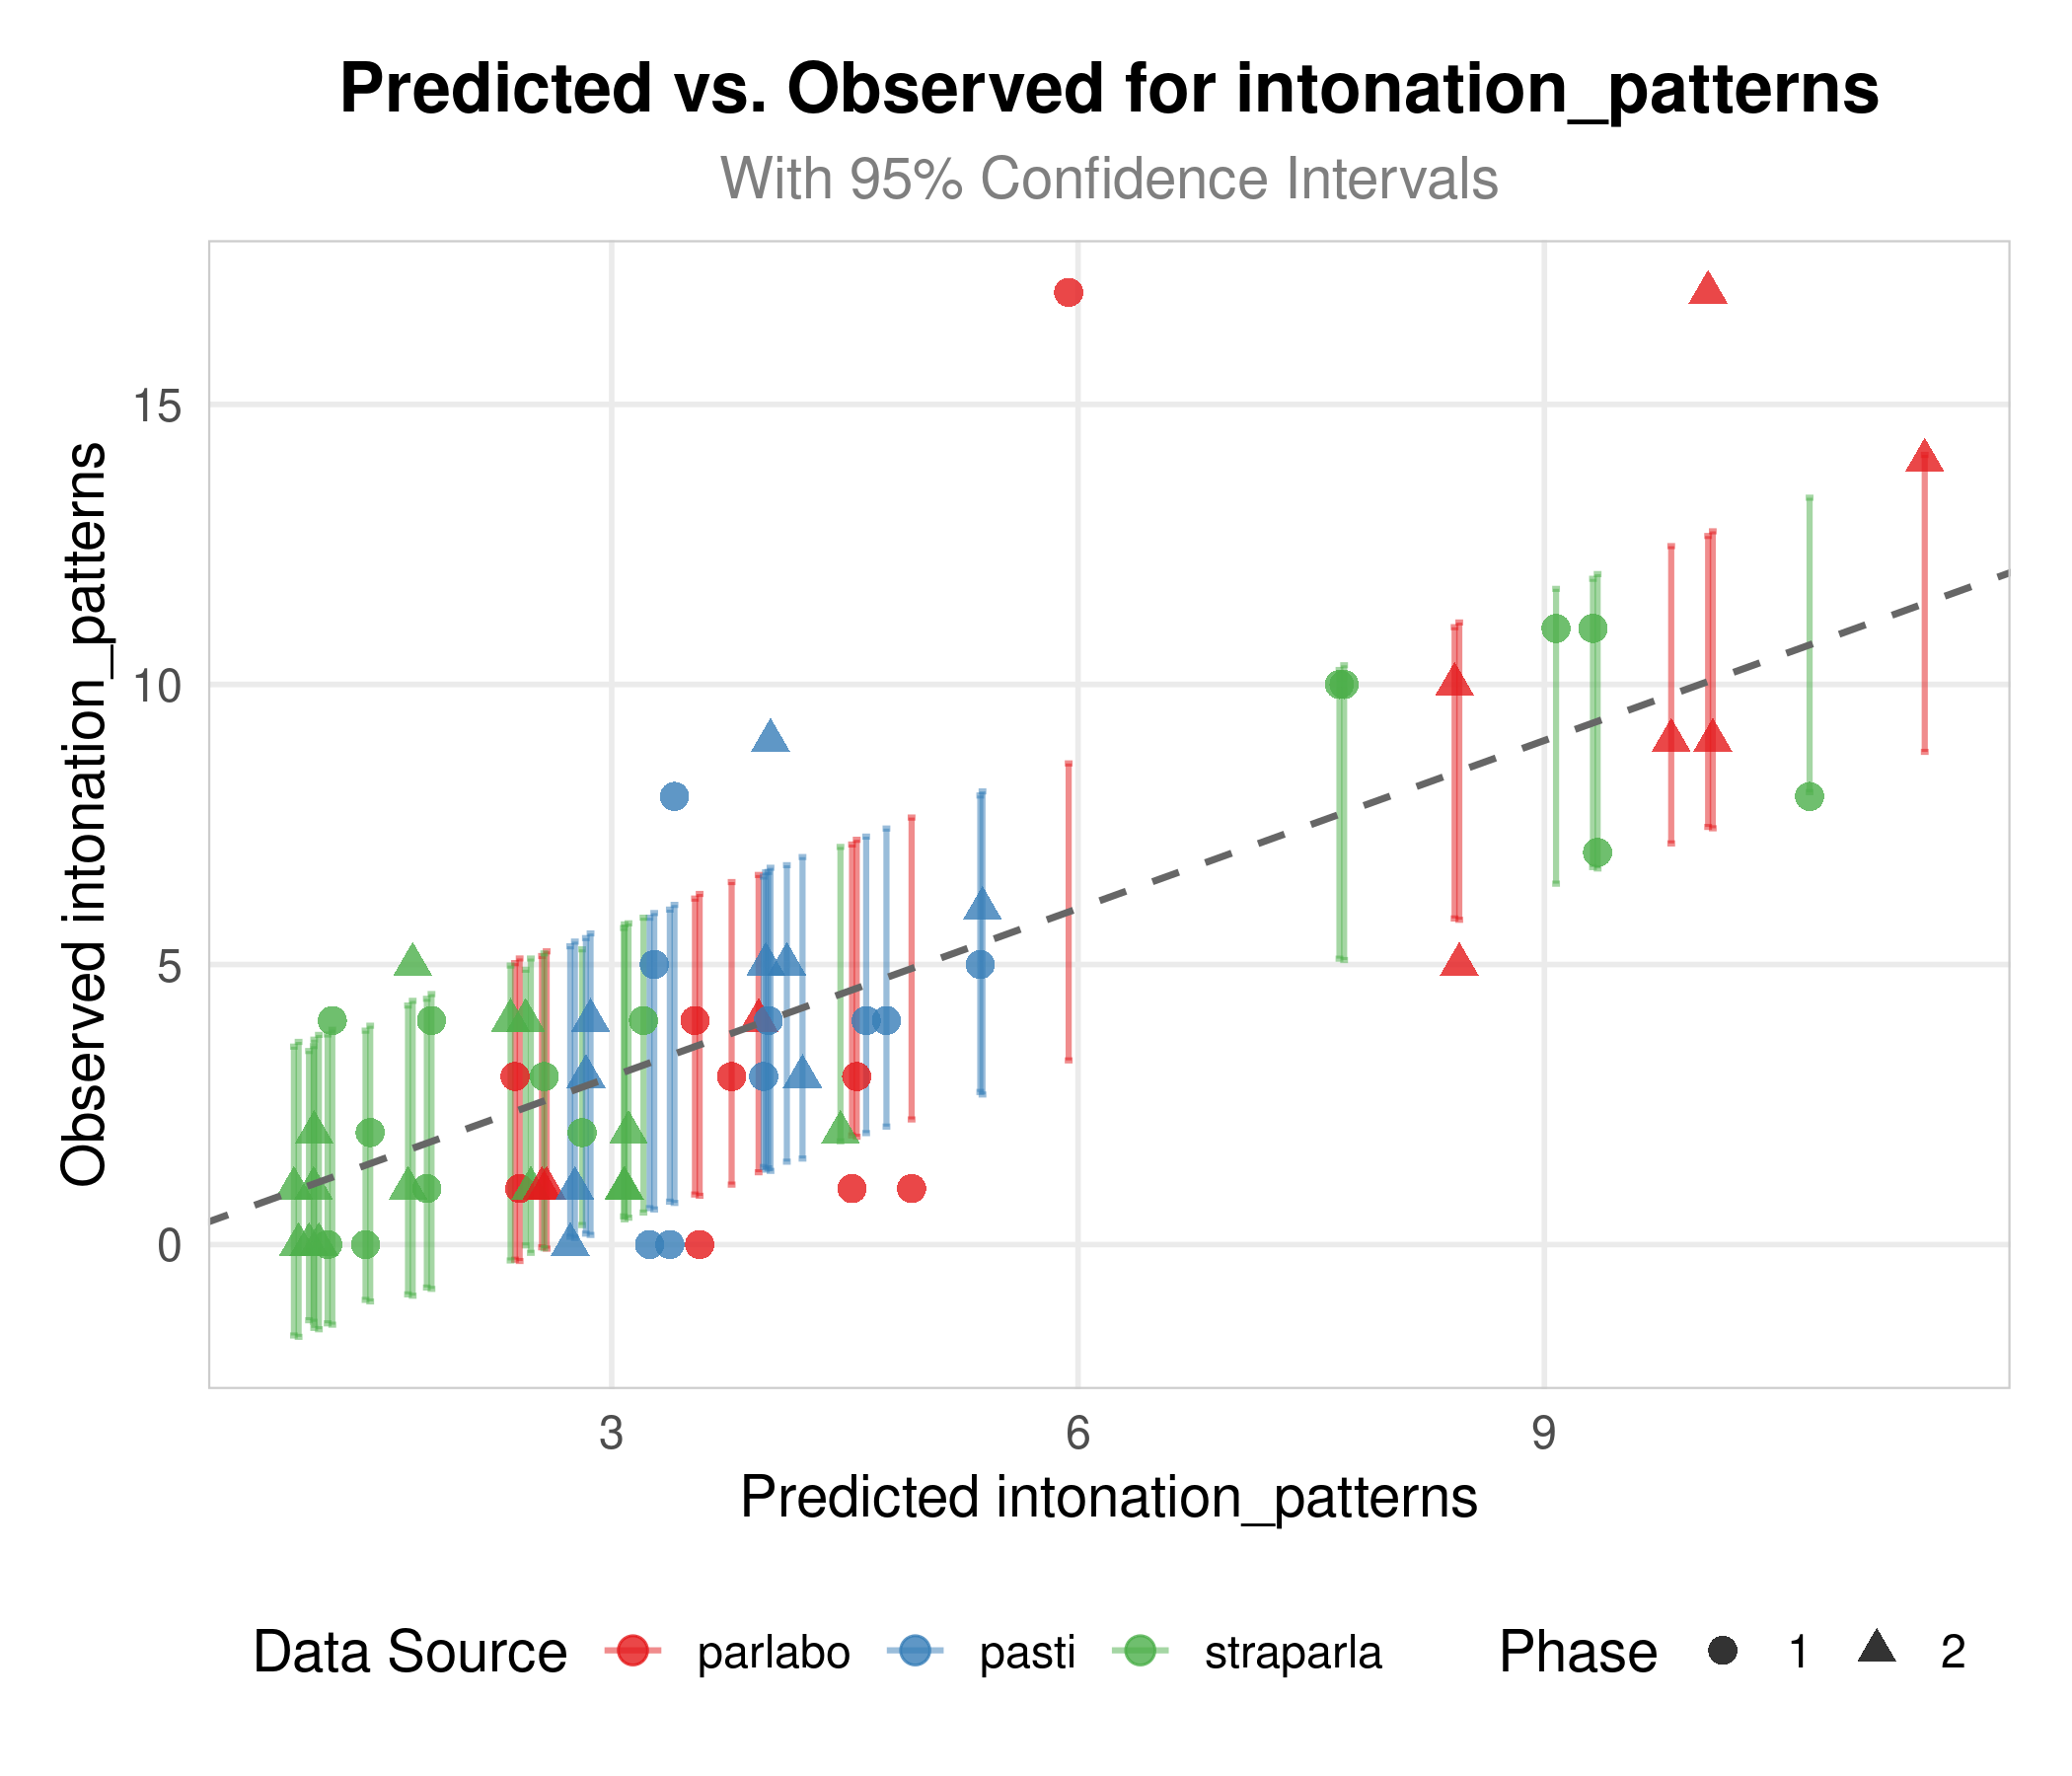 Predicted vs. Observed for intonation_patterns
With 95% Confidence Intervals
Observed intonation_patterns
15
10
5
0
3 6 9
Predicted intonation_patterns
Data Source parlabo pasti straparla Phase 1 2